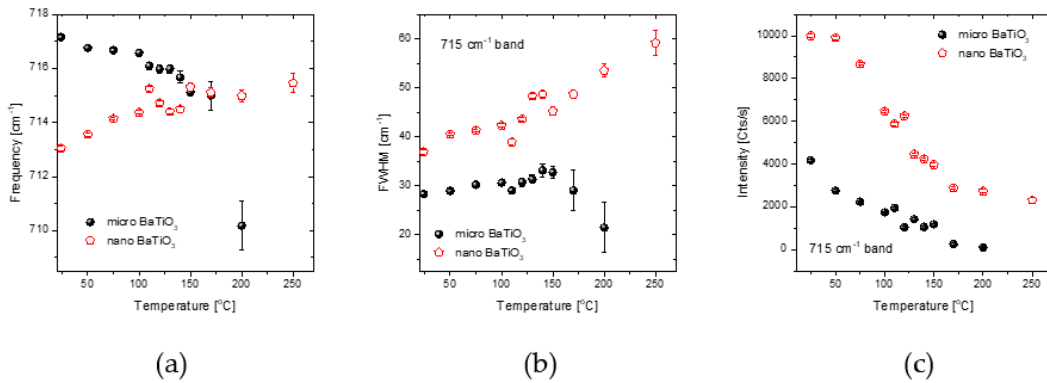 718
716
714
712
710
Frequency [cm⁻¹]
micro BaTiO₃
nano BaTiO₃
50 100 150 200 250
Temperature [°C]
(a)
60
50
40
30
20
FWHM [cm⁻¹]
715 cm⁻¹ band
micro BaTiO₃
nano BaTiO₃
50 100 150 200 250
Temperature [°C]
(b)
10000
8000
6000
4000
2000
0
Intensity [Cts/s]
micro BaTiO₃
nano BaTiO₃
715 cm⁻¹ band
50 100 150 200 250
Temperature [°C]
(c)